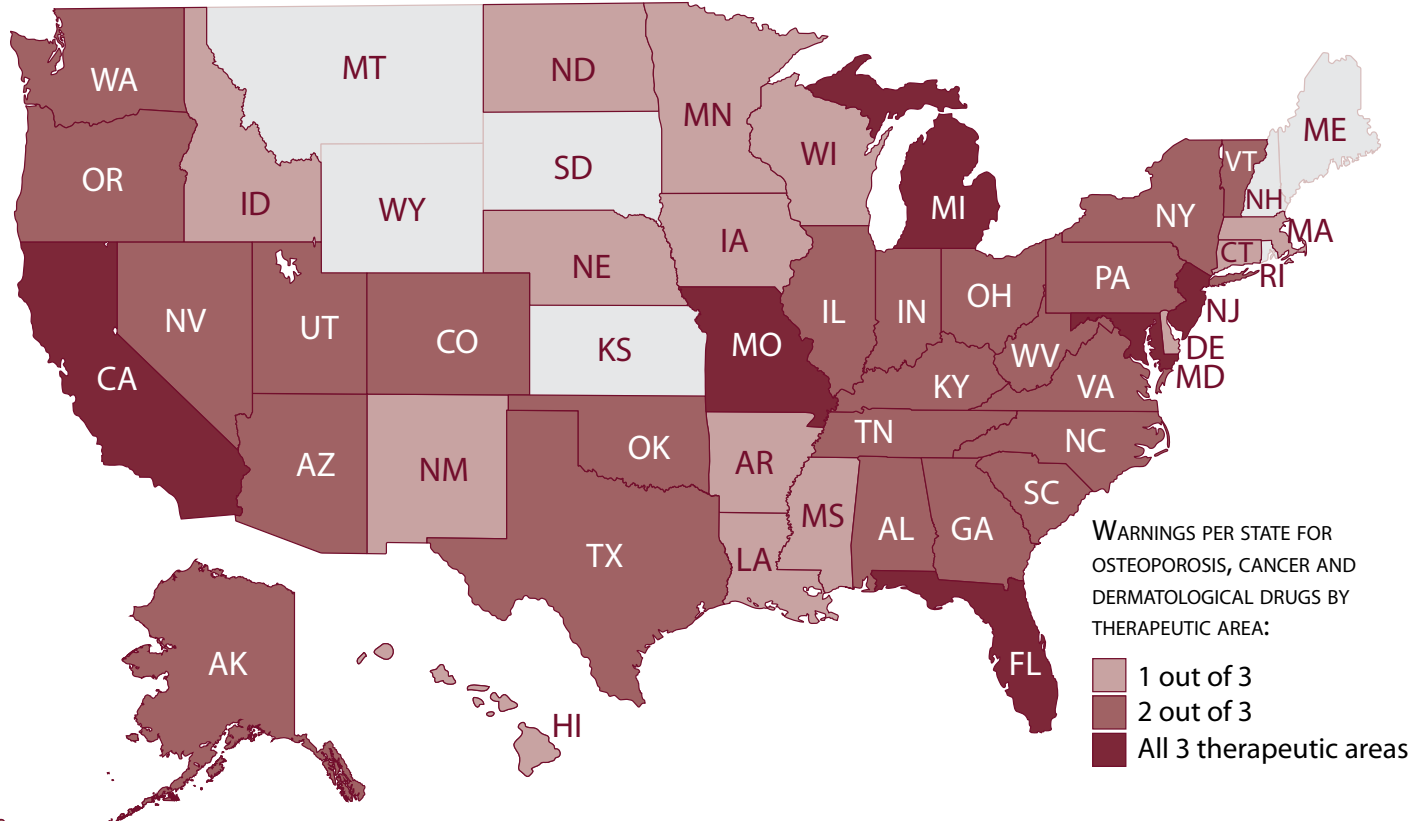 WA
MT
ND
MN
ME
OR
ID
WY
SD
WI
MI
VT
NH
NY
MA
CT
RI
NE
IA
PA
NJ
NV
UT
CO
KS
MO
IL
IN
OH
WV
DE
MD
CA
KY
VA
AZ
NM
OK
AR
TN
NC
SC
TX
LA
MS
AL
GA
FL
AK
HI
WARNINGS PER STATE FOR
OSTEOPOROSIS, CANCER AND
DERMATOLOGICAL DRUGS BY
THERAPEUTIC AREA:
1 out of 3
2 out of 3
All 3 therapeutic areas